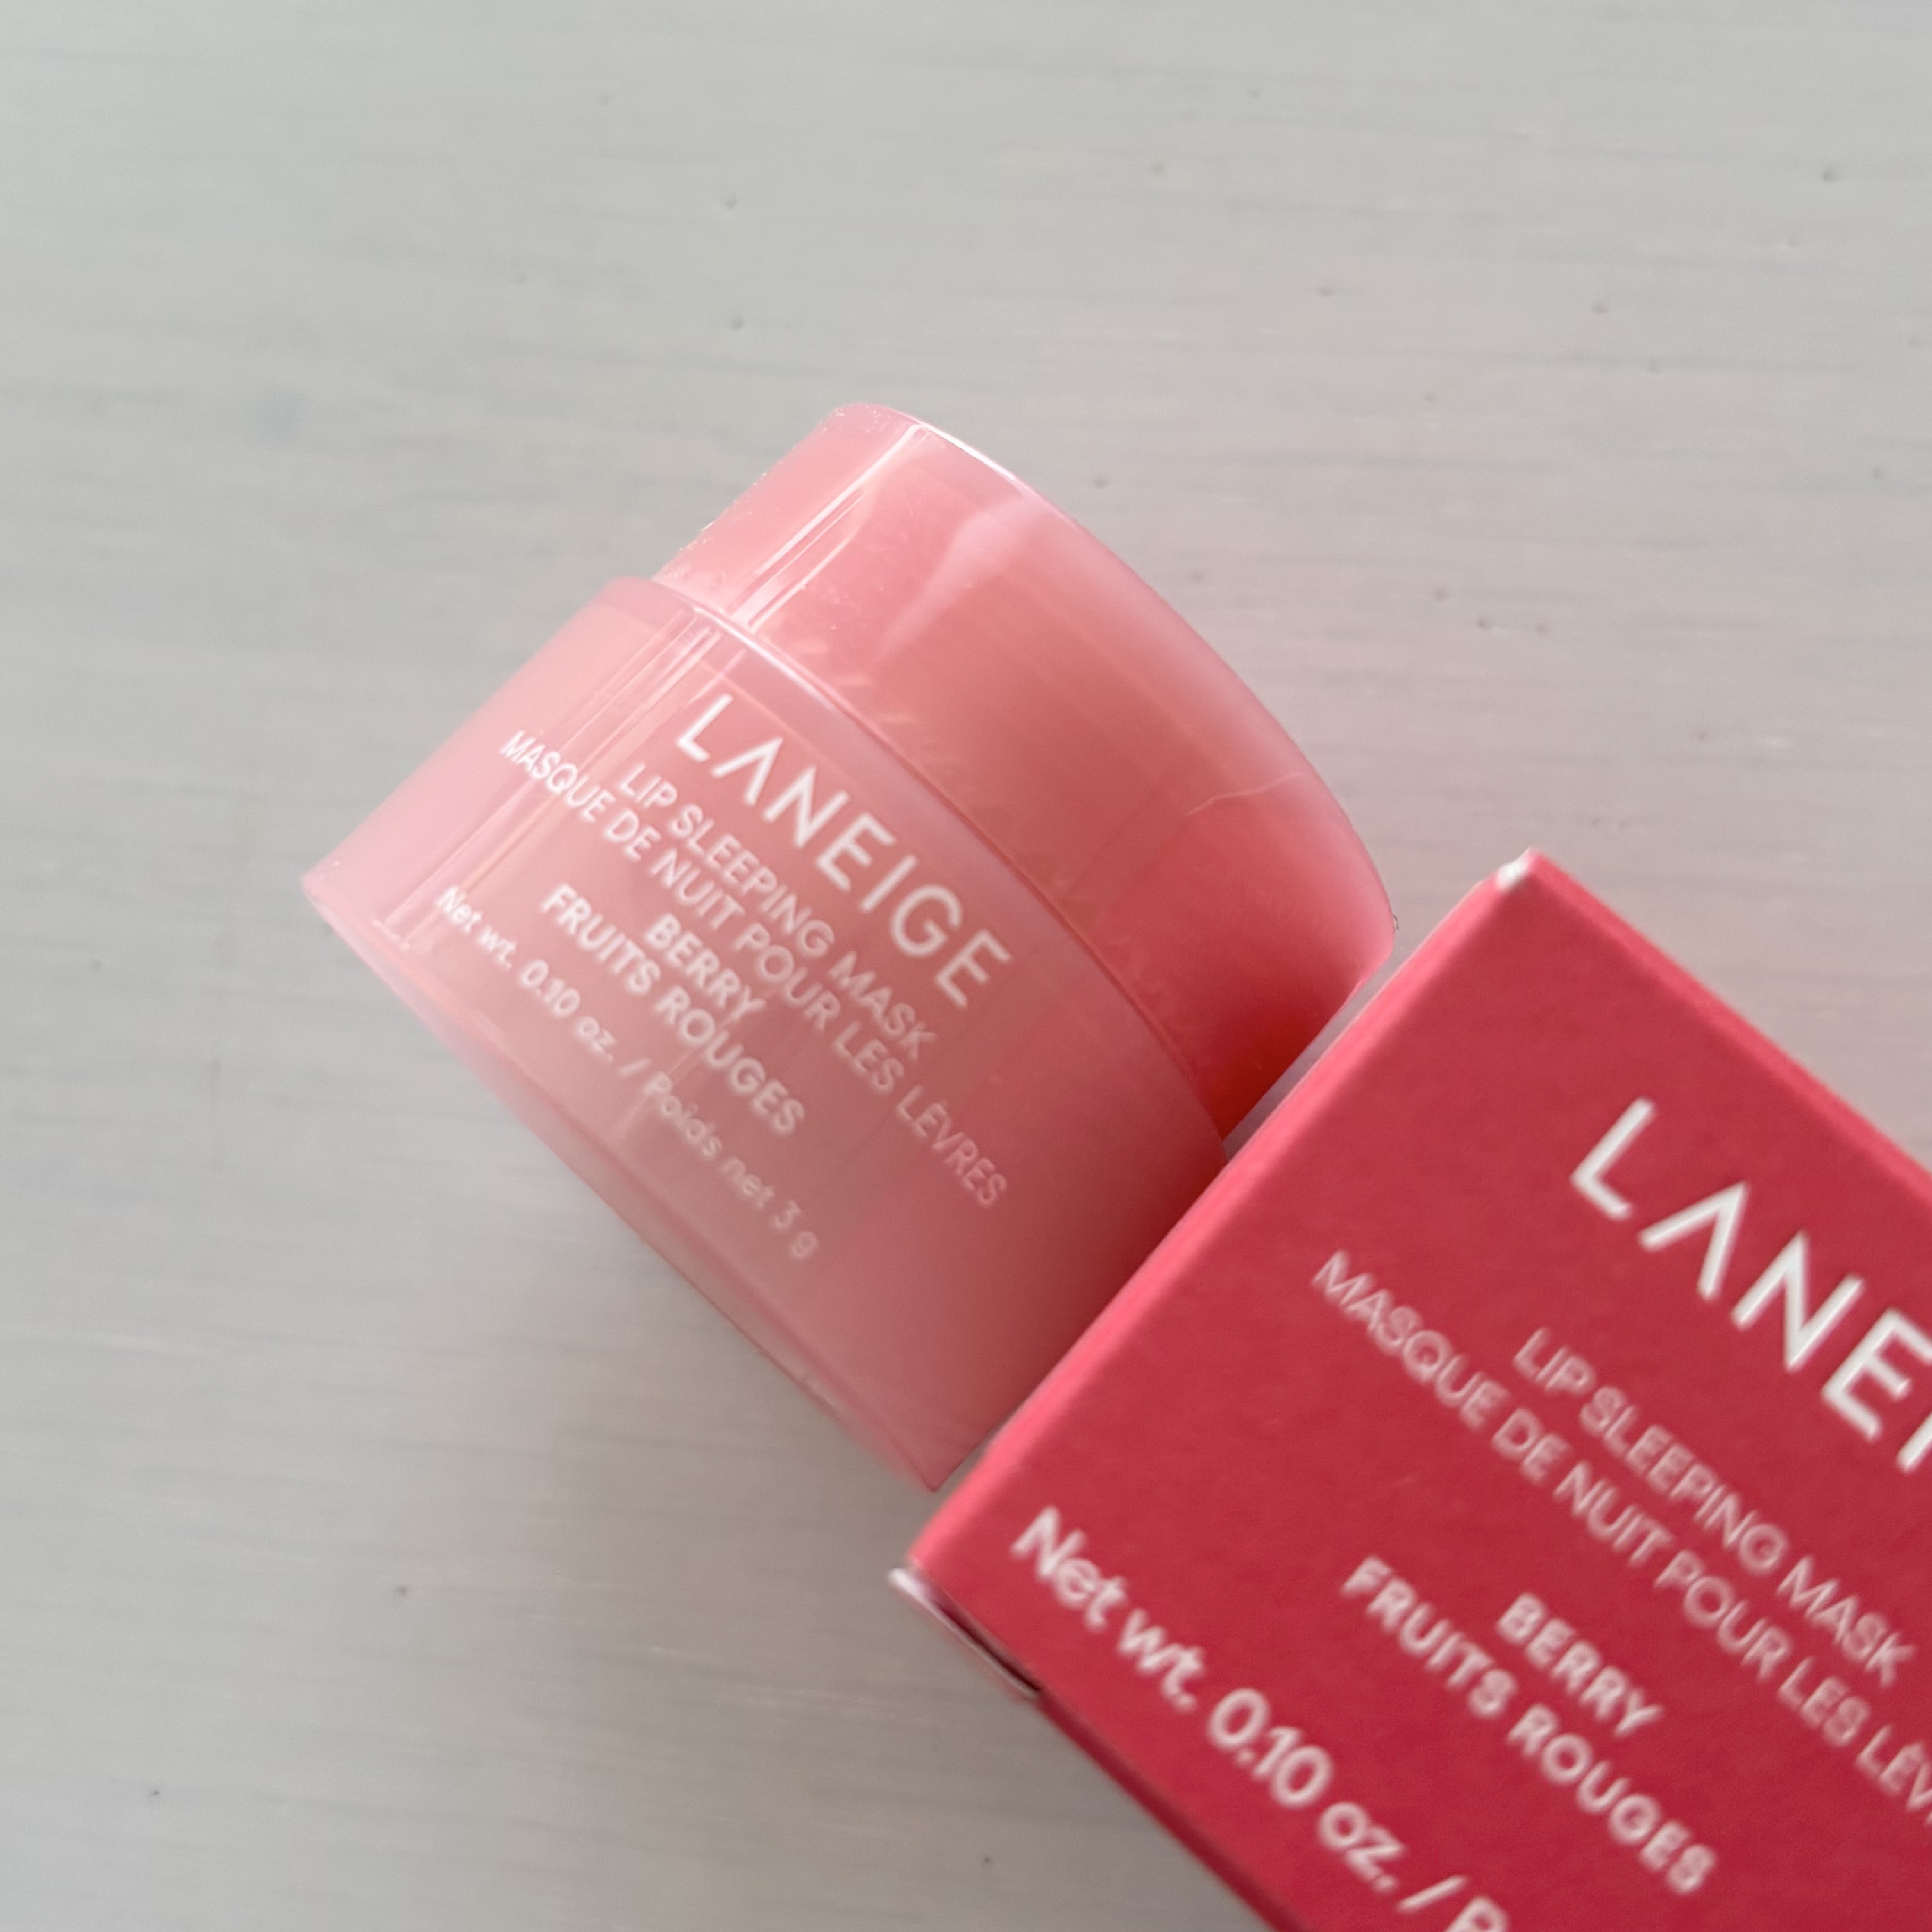 LANEIGE
LIP SLEEPING MASK
MASQUE DE NUIT POUR LES LÈVRES
BERRY
FRUITS ROUGES
Net wt. 0.10 oz. / Poids net 3 g
LANEI
LIP SLEEPING MASK
MASQUE DE NUIT POUR LES LÈV
BERRY
FRUITS ROUGES
Net wt. 0.10 oz. / P